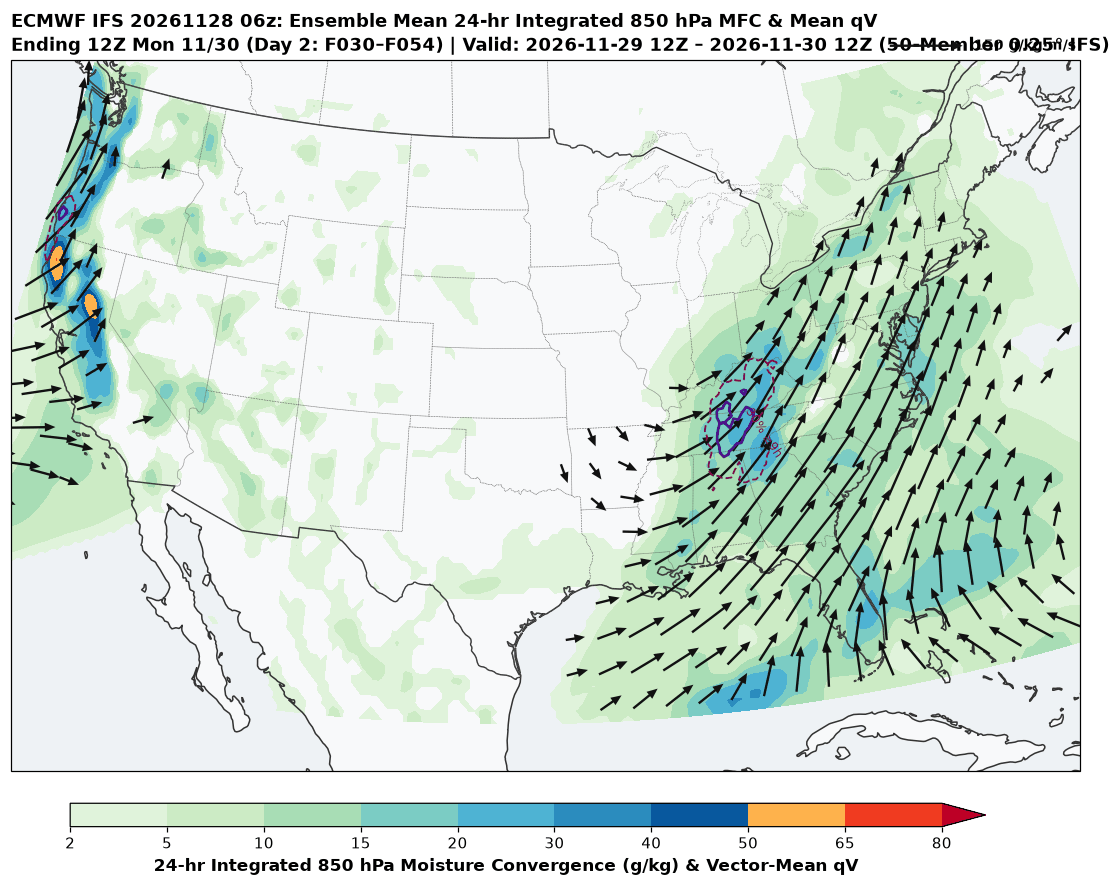 ECMWF IFS 20261128 06z: Ensemble Mean 24-hr Integrated 850 hPa MFC & Mean qV
Ending 12Z Mon 11/30 (Day 2: F030–F054) | Valid: 2026-11-29 12Z – 2026-11-30 12Z (50-Member 0.25° IFS)
2 5 10 15 20 30 40 50 65 80
24-hr Integrated 850 hPa Moisture Convergence (g/kg) & Vector-Mean qV